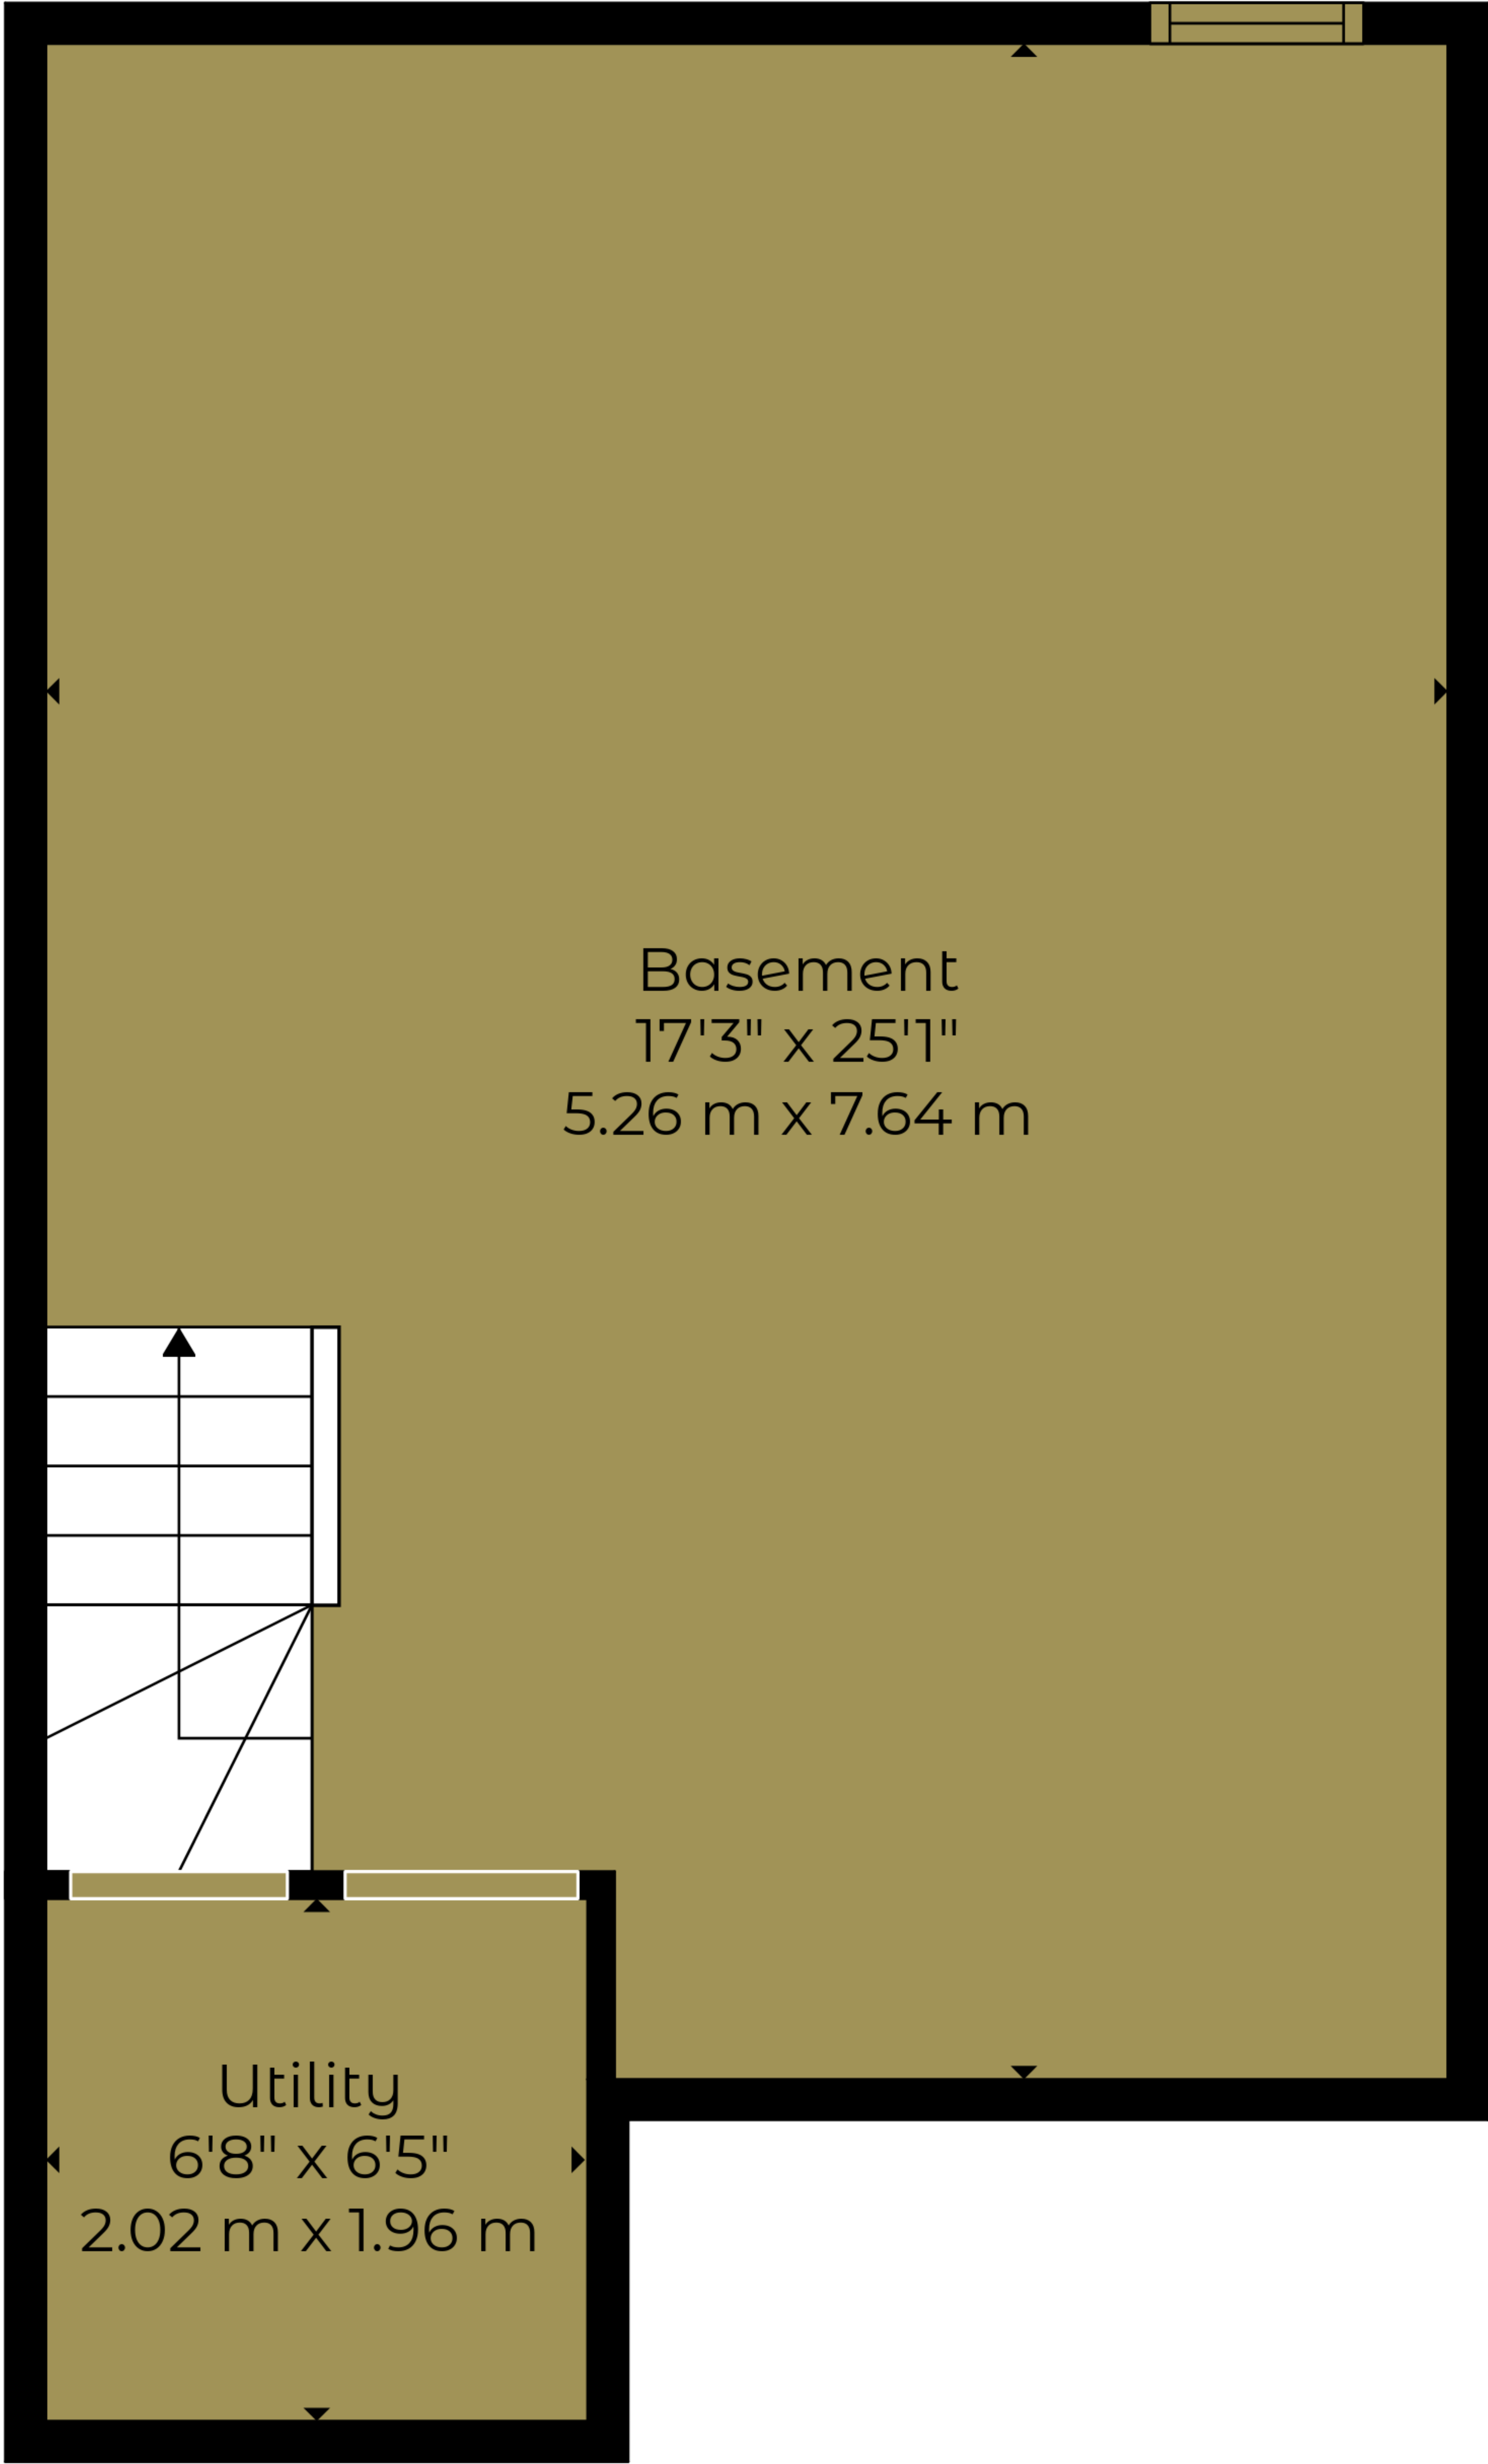 Basement
17'3" x 25'1"
5.26 m x 7.64 m
Utility
6'8" x 6'5"
2.02 m x 1.96 m